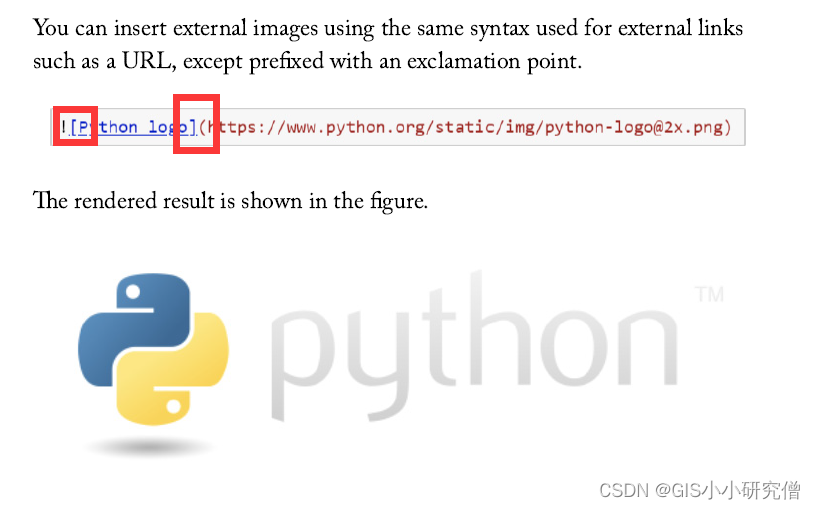 You can insert external images using the same syntax used for external links
such as a URL, except prefixed with an exclamation point.
![Python logo](https://www.python.org/static/img/python-logo@2x.png)
The rendered result is shown in the figure.
python
TM
CSDN @GIS小小研究僧